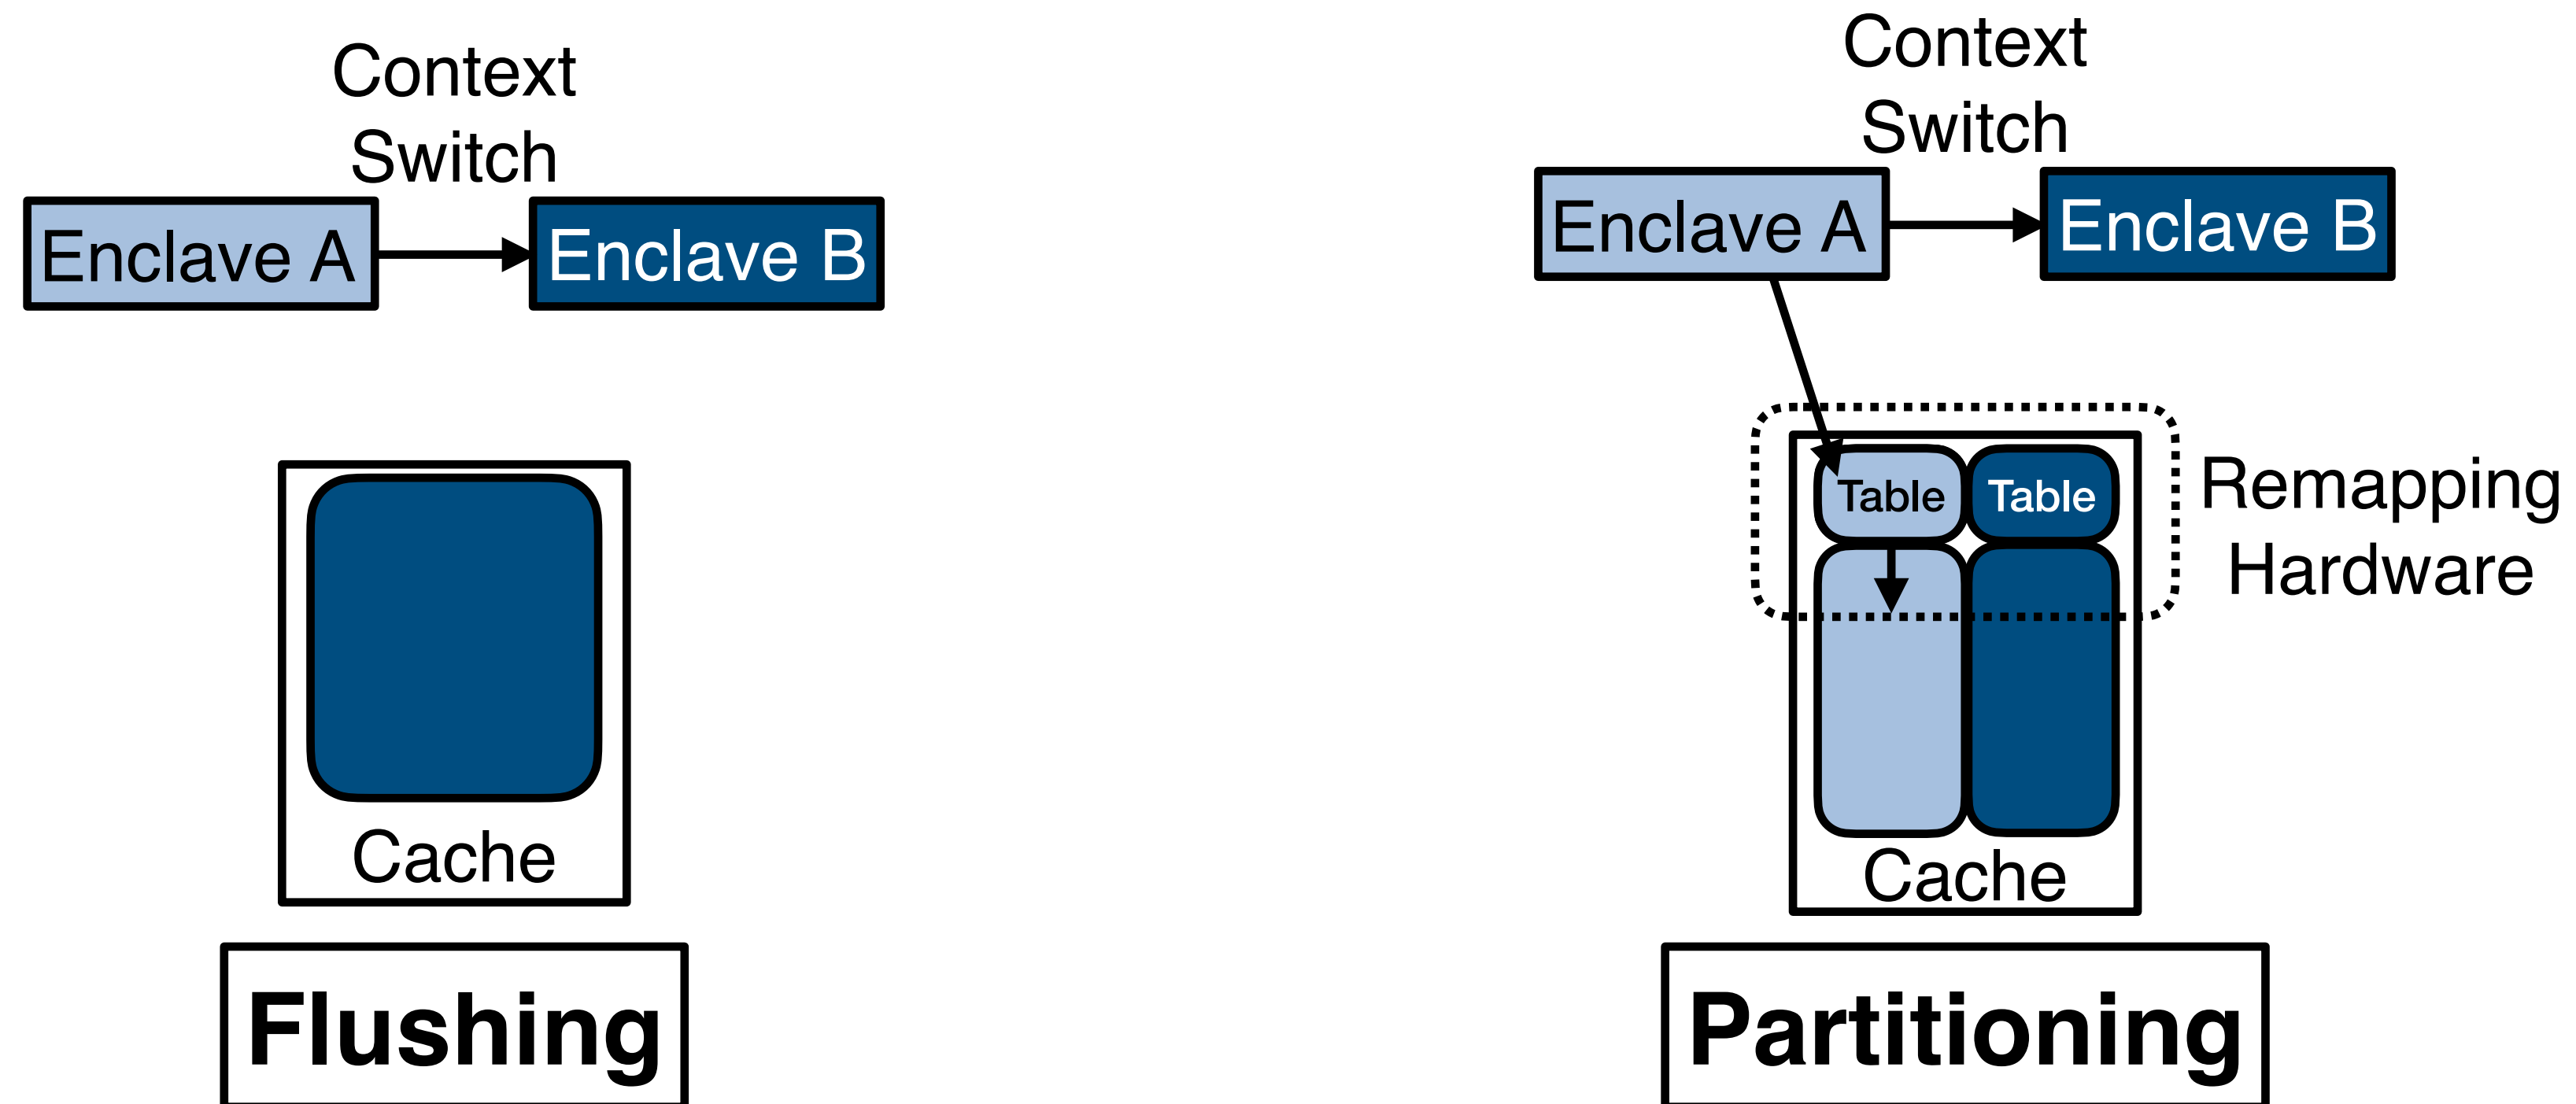 Context
Switch
Enclave A
Enclave B
Cache
Flushing
Context
Switch
Enclave A
Enclave B
Table
Table
Remapping
Hardware
Cache
Partitioning